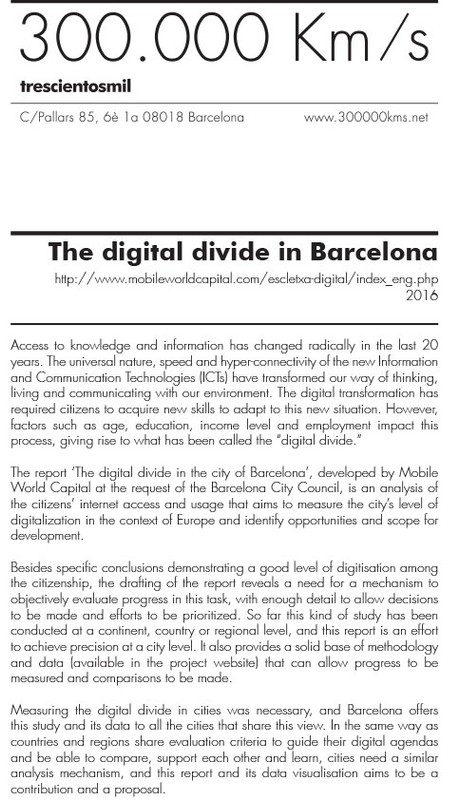 300.000 Km/s
trescientosmil
C/Pallars 85, 6è 1a 08018 Barcelona www.300000kms.net
The digital divide in Barcelona
http://www.mobileworldcapital.com/escletxa-digital/index_eng.php
2016
Access to knowledge and information has changed radically in the last 20
years. The universal nature, speed and hyper-connectivity of the new Information
and Communication Technologies (ICTs) have transformed our way of thinking,
living and communicating with our environment. The digital transformation has
required citizens to acquire new skills to adapt to this new situation. However,
factors such as age, education, income level and employment impact this
process, giving rise to what has been called the “digital divide.”
The report ‘The digital divide in the city of Barcelona’, developed by Mobile
World Capital at the request of the Barcelona City Council, is an analysis of
the citizens’ internet access and usage that aims to measure the city’s level of
digitalization in the context of Europe and identify opportunities and scope for
development.
Besides specific conclusions demonstrating a good level of digitisation among
the citizenship, the drafting of the report reveals a need for a mechanism to
objectively evaluate progress in this task, with enough detail to allow decisions
to be made and efforts to be prioritized. So far this kind of study has been
conducted at a continent, country or regional level, and this report is an effort
to achieve precision at a city level. It also provides a solid base of methodology
and data (available in the project website) that can allow progress to be
measured and comparisons to be made.
Measuring the digital divide in cities was necessary, and Barcelona offers
this study and its data to all the cities that share this view. In the same way as
countries and regions share evaluation criteria to guide their digital agendas
and be able to compare, support each other and learn, cities need a similar
analysis mechanism, and this report and its data visualisation aims to be a
contribution and a proposal.